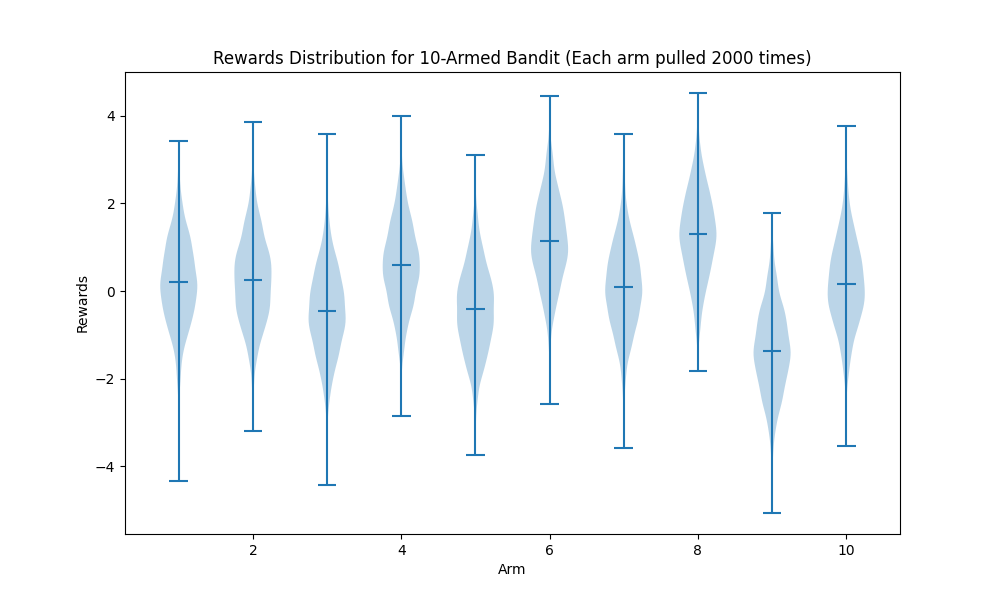 Rewards Distribution for 10-Armed Bandit (Each arm pulled 2000 times)
4
2
0
−2
−4
Rewards
2 4 6 8 10
Arm